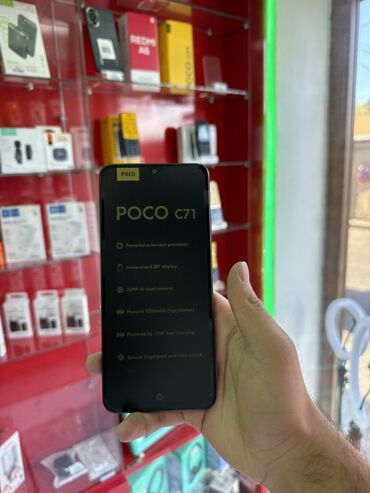 REDMI
A5
POCO
POCO C71
Powerful octa-core processor
Immersive 6.88" display
32MP AI dual camera
Massive 5200mAh (typ) battery
Powered by 15W fast charging
Secure fingerprint and face unlock